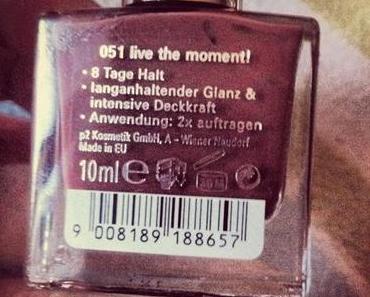 051 live the moment!
• 8 Tage Halt
• langanhaltender Glanz &
intensive Deckkraft
• Anwendung: 2x auftragen
p2 Kosmetik GmbH, A – Wiener Neudorf
Made in EU
10ml e
9 008189 188657